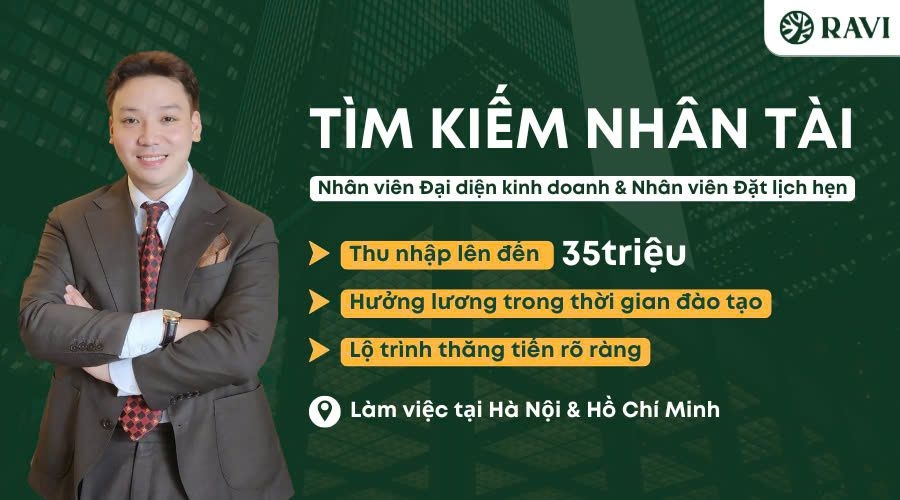 RAVI
TÌM KIẾM NHÂN TÀI
Nhân viên Đại diện kinh doanh & Nhân viên Đặt lịch hẹn
Thu nhập lên đến 35triệu
Hưởng lương trong thời gian đào tạo
Lộ trình thăng tiến rõ ràng
Làm việc tại Hà Nội & Hồ Chí Minh